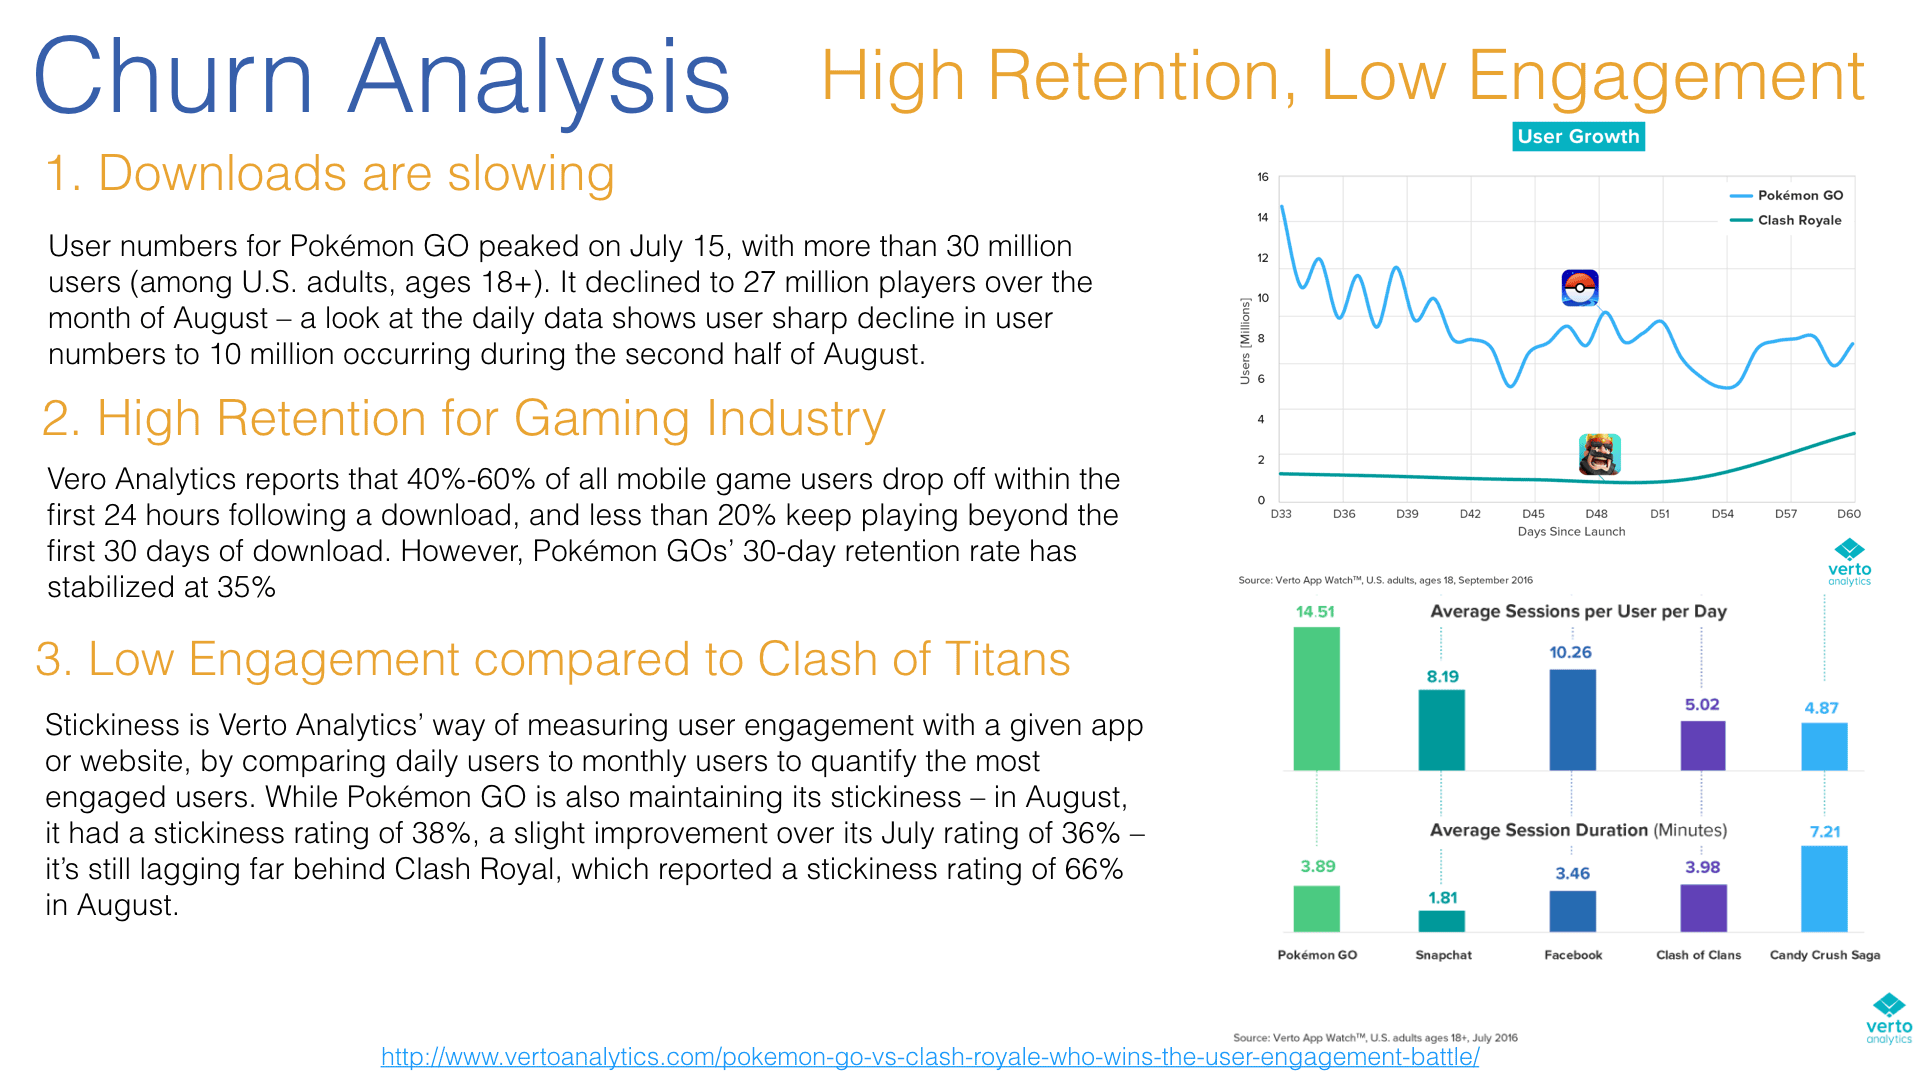 Churn Analysis
High Retention, Low Engagement
1. Downloads are slowing
User numbers for Pokémon GO peaked on July 15, with more than 30 million
users (among U.S. adults, ages 18+). It declined to 27 million players over the
month of August – a look at the daily data shows user sharp decline in user
numbers to 10 million occurring during the second half of August.
2. High Retention for Gaming Industry
Vero Analytics reports that 40%-60% of all mobile game users drop off within the
first 24 hours following a download, and less than 20% keep playing beyond the
first 30 days of download. However, Pokémon GOs’ 30-day retention rate has
stabilized at 35%
3. Low Engagement compared to Clash of Titans
Stickiness is Verto Analytics’ way of measuring user engagement with a given app
or website, by comparing daily users to monthly users to quantify the most
engaged users. While Pokémon GO is also maintaining its stickiness – in August,
it had a stickiness rating of 38%, a slight improvement over its July rating of 36% –
it’s still lagging far behind Clash Royal, which reported a stickiness rating of 66%
in August.
User Growth
Pokémon GO
Clash Royale
Users [Millions]
16
14
12
10
8
6
4
2
0
D33 D36 D39 D42 D45 D48 D51 D54 D57 D60
Days Since Launch
verto
analytics
Source: Verto App Watch™, U.S. adults, ages 18, September 2016
Average Sessions per User per Day
14.51 8.19 10.26 5.02 4.87
Average Session Duration (Minutes)
3.89 1.81 3.46 3.98 7.21
Pokémon GO Snapchat Facebook Clash of Clans Candy Crush Saga
verto
analytics
Source: Verto App Watch™, U.S. adults ages 18+, July 2016
http://www.vertoanalytics.com/pokemon-go-vs-clash-royale-who-wins-the-user-engagement-battle/